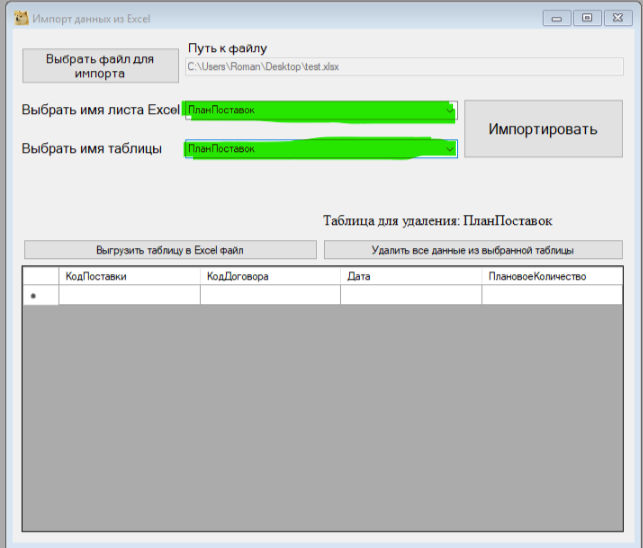 Импорт данных из Excel
Выбрать файл для
импорта
Путь к файлу
C:\Users\Roman\Desktop\test.xlsx
Выбрать имя листа Excel
ПланПоставок
Импортировать
Выбрать имя таблицы
ПланПоставок
Таблица для удаления: ПланПоставок
Выгрузить таблицу в Excel файл
Удалить все данные из выбранной таблицы
КодПоставки КодДоговора Дата ПлановоеКоличество